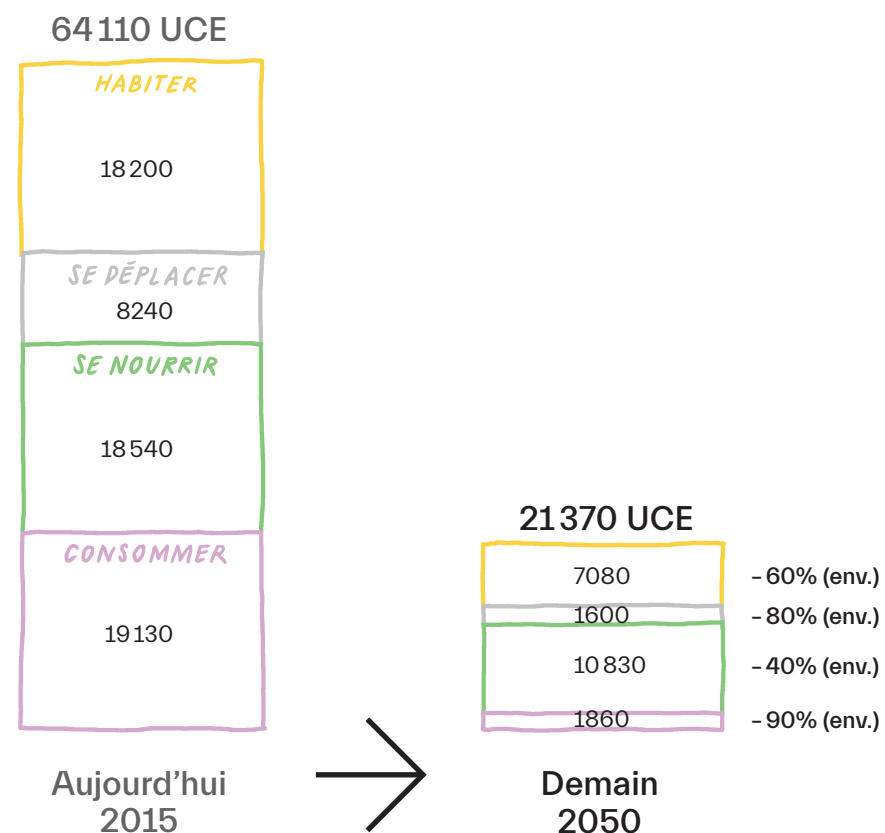 64 110 UCE
HABITER
18 200
SE DÉPLACER
8240
SE NOURRIR
18 540
CONSOMMER
19 130
Aujourd’hui
2015
21 370 UCE
7080
–60% (env.)
1600
–80% (env.)
10 830
–40% (env.)
1860
–90% (env.)
Demain
2050